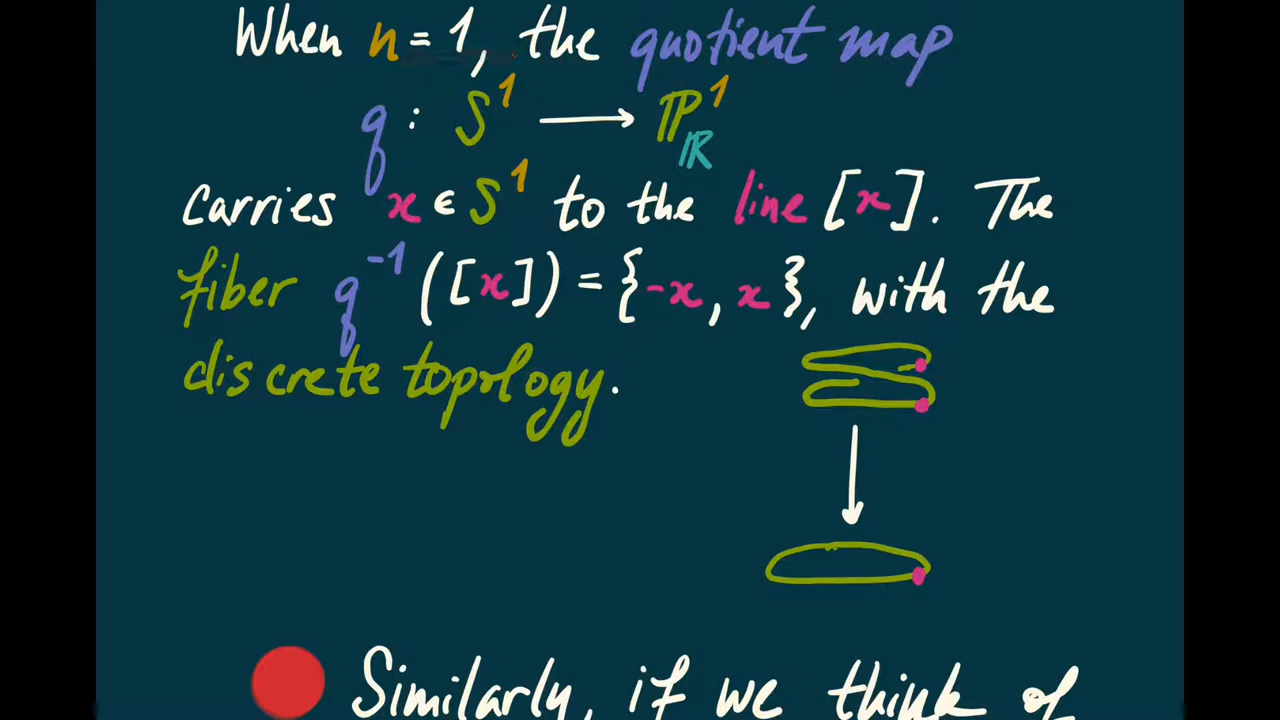 When n = 1, the quotient map
q : S¹ ⟶ ℙ¹_ℝ
carries x ∈ S¹ to the line [x]. The
fiber q⁻¹([x]) = {-x, x}, with the
discrete topology.
Similarly, if we think of